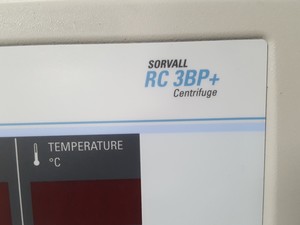 SORVALL
RC 3BP+
Centrifuge
TEMPERATURE
°C